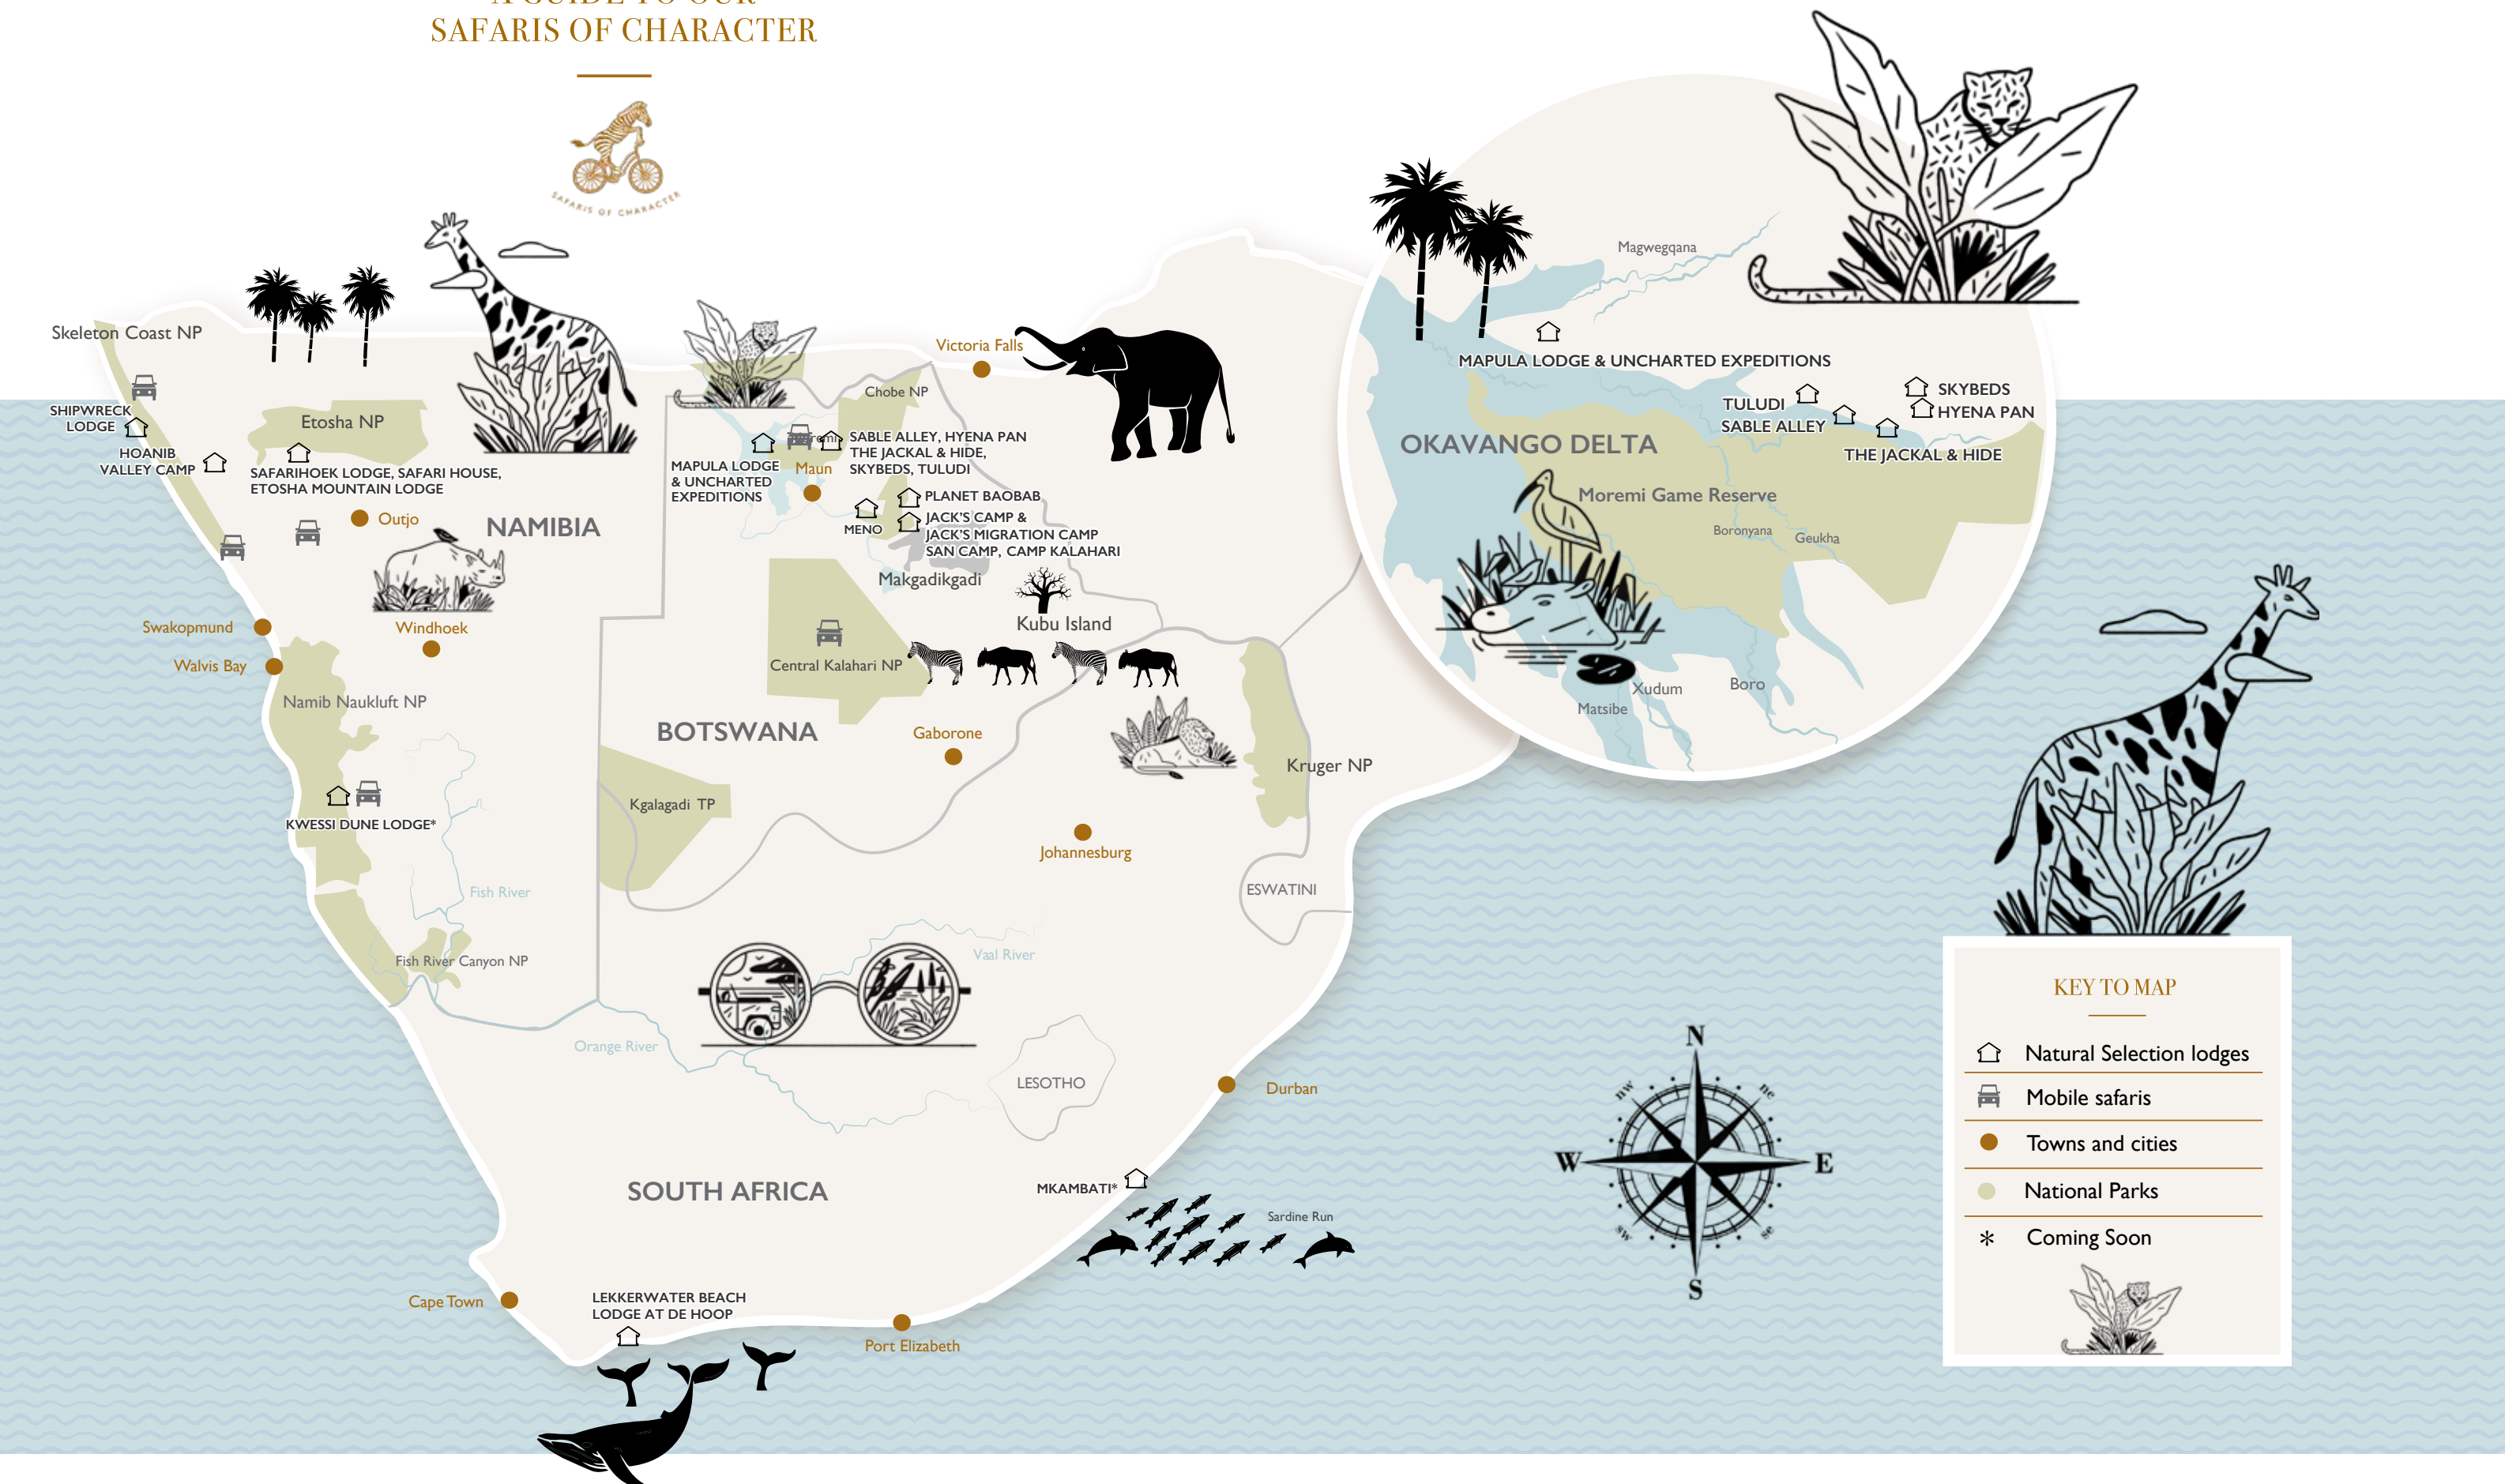 A GUIDE TO OUR
SAFARIS OF CHARACTER
SAFARIS OF CHARACTER
Skeleton Coast NP
SHIPWRECK
LODGE
HOANIB
VALLEY CAMP
Etosha NP
SAFARIHOEK LODGE, SAFARI HOUSE,
ETOSHA MOUNTAIN LODGE
Outjo
NAMIBIA
Swakopmund
Walvis Bay
Windhoek
Namib Naukluft NP
KWESSI DUNE LODGE*
Fish River
Fish River Canyon NP
Victoria Falls
Chobe NP
MAPULA LODGE
& UNCHARTED
EXPEDITIONS
Maun
SABLE ALLEY, HYENA PAN
THE JACKAL & HIDE,
SKYBEDS, TULUDI
MENO
PLANET BAOBAB
JACK'S CAMP &
JACK'S MIGRATION CAMP
SAN CAMP, CAMP KALAHARI
Makgadikgadi
Kubu Island
Central Kalahari NP
BOTSWANA
Gaborone
Kgalagadi TP
Kruger NP
Johannesburg
ESWATINI
Vaal River
Orange River
LESOTHO
Durban
SOUTH AFRICA
MKAMBATI*
Sardine Run
Cape Town
LEKKERWATER BEACH
LODGE AT DE HOOP
Port Elizabeth
Magwegqana
MAPULA LODGE & UNCHARTED EXPEDITIONS
SKYBEDS
HYENA PAN
TULUDI
SABLE ALLEY
THE JACKAL & HIDE
OKAVANGO DELTA
Moremi Game Reserve
Boronyana
Geukha
Xudum
Boro
Matsibe
N
nw
ne
W
E
sw
se
S
KEY TO MAP
Natural Selection lodges
Mobile safaris
Towns and cities
National Parks
* Coming Soon